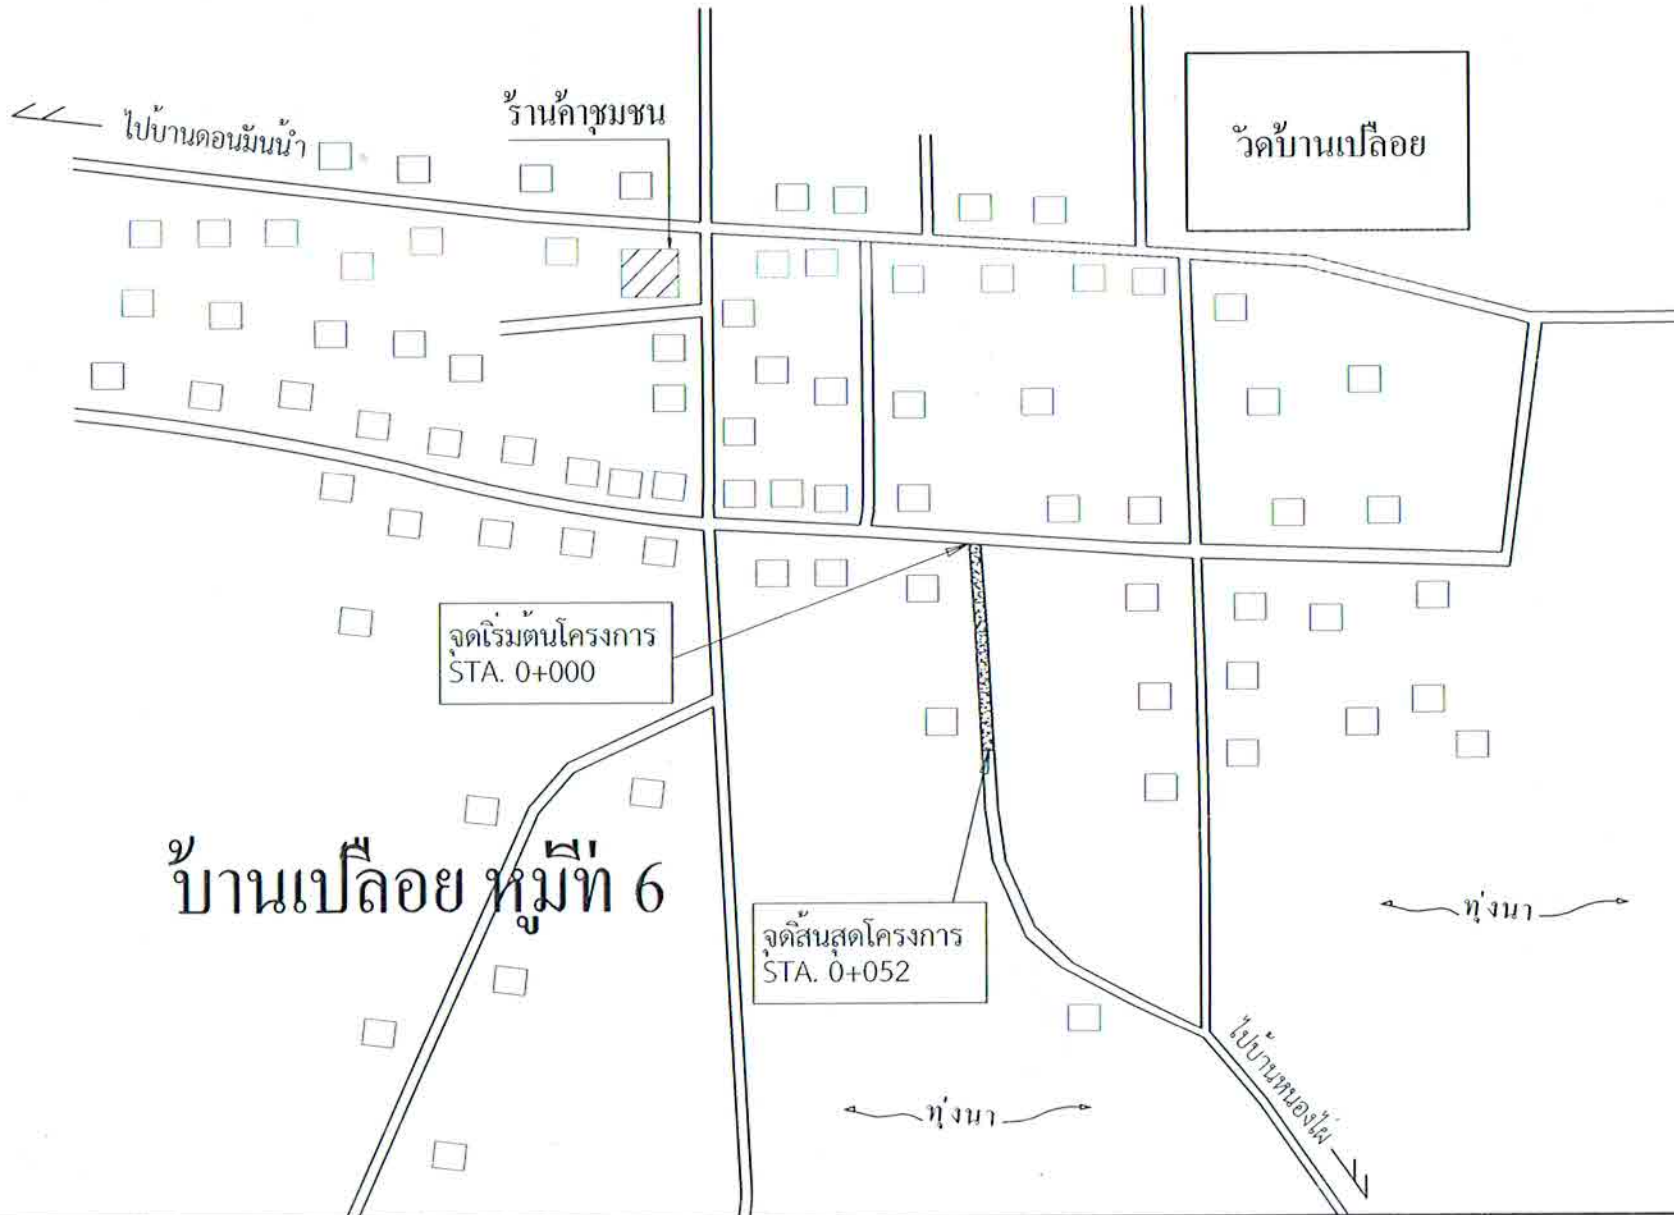 ร้านค้าชุมชน
ไปบ้านดอนมันน้ำ
วัดบ้านเปลือย
จุดเริ่มต้นโครงการ
STA. 0+000
บ้านเปลือย หมู่ที่ 6
จุดสิ้นสุดโครงการ
STA. 0+052
ทุ่งนา
ไปบ้านหนองไผ่
ทุ่งนา